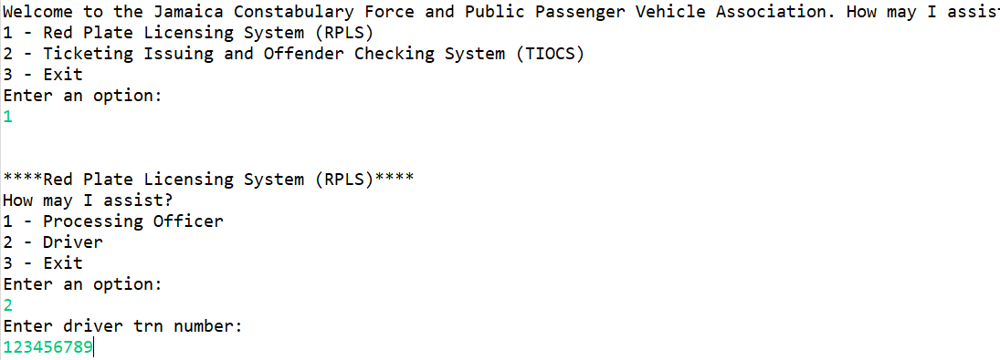 Welcome to the Jamaica Constabulary Force and Public Passenger Vehicle Association. How may I assis
1 - Red Plate Licensing System (RPLS)
2 - Ticketing Issuing and Offender Checking System (TIOCS)
3 - Exit
Enter an option:
1
****Red Plate Licensing System (RPLS)****
How may I assist?
1 - Processing Officer
2 - Driver
3 - Exit
Enter an option:
2
Enter driver trn number:
123456789